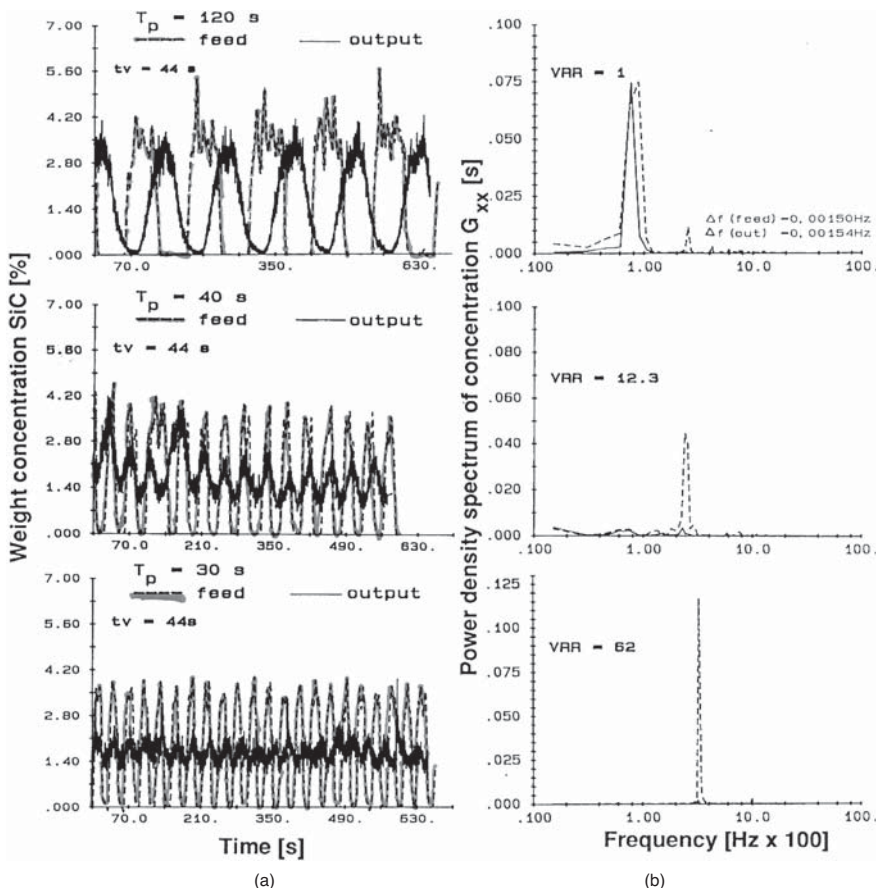 Weight concentration SiC [%]
T_p = 120 s
feed output
tv = 44 s
7.00
5.60
4.20
2.80
1.40
.000
70.0 350. 630.
T_p = 40 s
feed output
tv = 44 s
7.00
5.60
4.20
2.80
1.40
.000
70.0 210. 350. 490. 630.
T_p = 30 s
feed output
tv = 44s
7.00
5.60
4.20
2.80
1.40
.000
70.0 210. 350. 490. 630.
Time [s]
(a)
Power density spectrum of concentration G_xx [s]
.100
.075
.050
.025
.000
VRR = 1
Δf (feed) =0,00150Hz
Δf (out) =0,00154Hz
.100 1.00 10.0 100.
.100
.080
.060
.040
.020
.000
VRR = 12.3
.100 1.00 10.0 100.
.125
.100
.075
.050
.025
.000
VRR = 62
.100 1.00 10.0 100.
Frequency [Hz x 100]
(b)